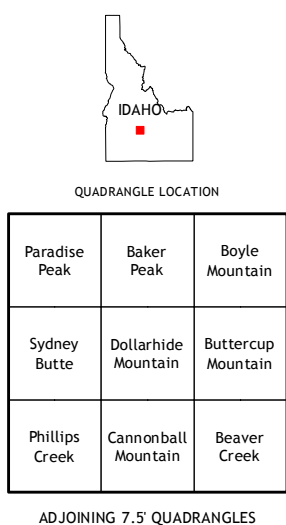 IDAHO
QUADRANGLE LOCATION
Paradise
Peak
Baker
Peak
Boyle
Mountain
Sydney
Butte
Dollarhide
Mountain
Buttercup
Mountain
Phillips
Creek
Cannonball
Mountain
Beaver
Creek
ADJOINING 7.5' QUADRANGLES